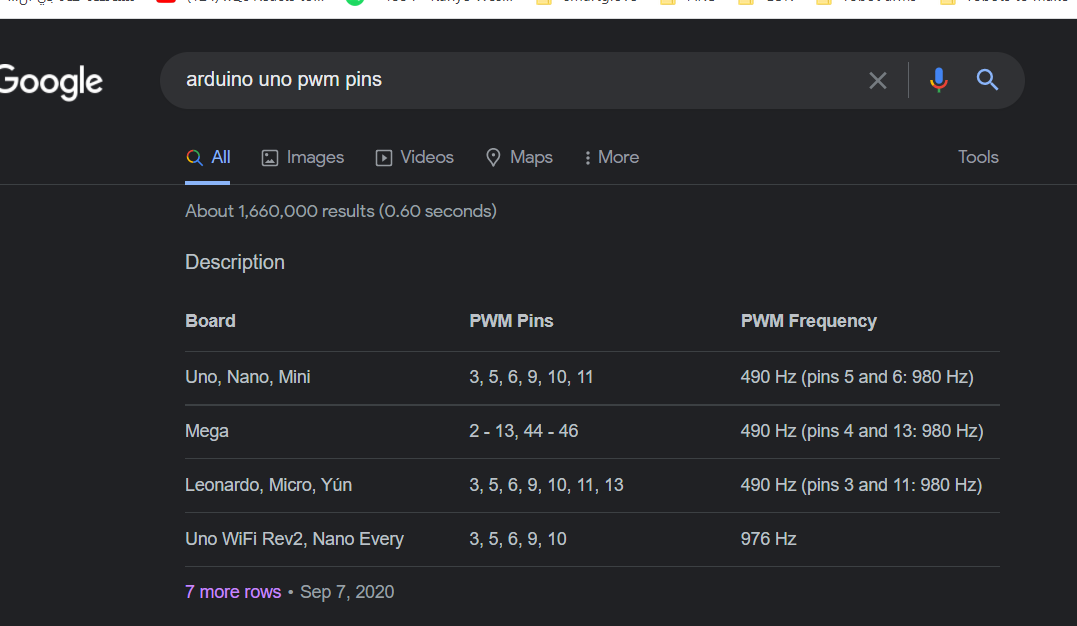 Google
arduino uno pwm pins
All Images Videos Maps More Tools
About 1,660,000 results (0.60 seconds)
Description
Board PWM Pins PWM Frequency
Uno, Nano, Mini 3, 5, 6, 9, 10, 11 490 Hz (pins 5 and 6: 980 Hz)
Mega 2 - 13, 44 - 46 490 Hz (pins 4 and 13: 980 Hz)
Leonardo, Micro, Yún 3, 5, 6, 9, 10, 11, 13 490 Hz (pins 3 and 11: 980 Hz)
Uno WiFi Rev2, Nano Every 3, 5, 6, 9, 10 976 Hz
7 more rows • Sep 7, 2020